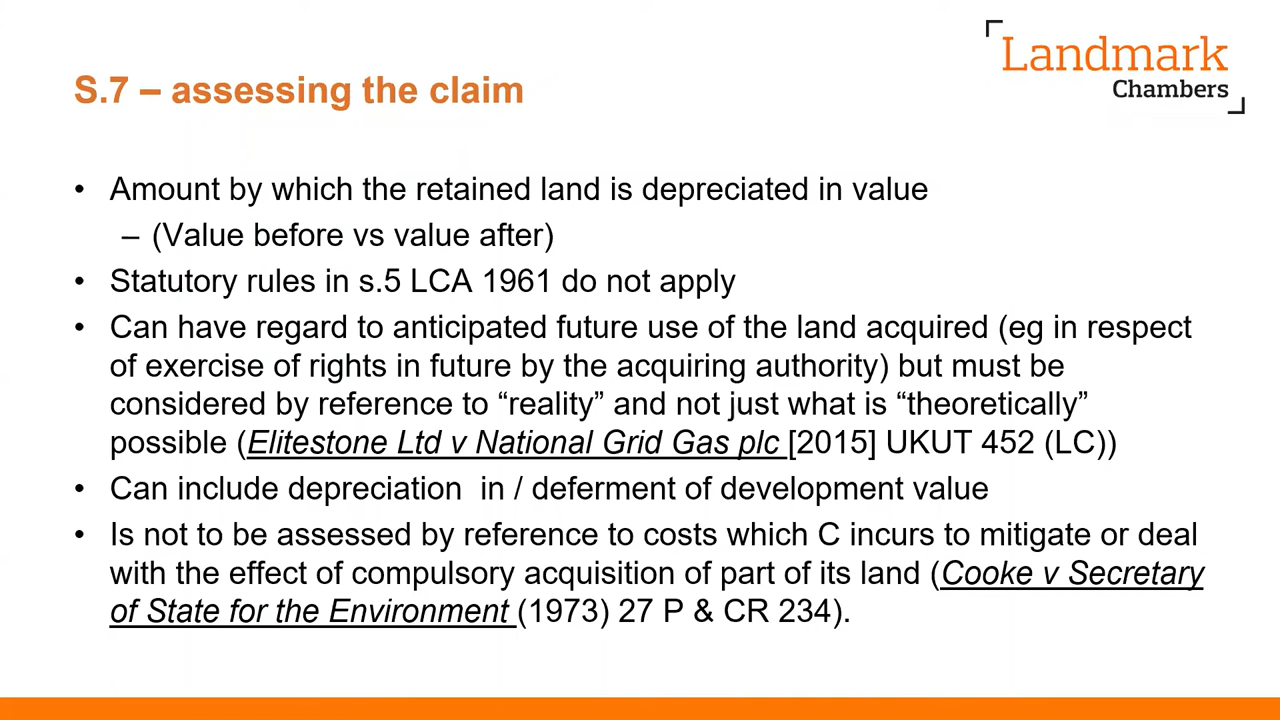 Landmark
Chambers
S.7 – assessing the claim
• Amount by which the retained land is depreciated in value
– (Value before vs value after)
• Statutory rules in s.5 LCA 1961 do not apply
• Can have regard to anticipated future use of the land acquired (eg in respect
of exercise of rights in future by the acquiring authority) but must be
considered by reference to “reality” and not just what is “theoretically”
possible (Elitestone Ltd v National Grid Gas plc [2015] UKUT 452 (LC))
• Can include depreciation  in / deferment of development value
• Is not to be assessed by reference to costs which C incurs to mitigate or deal
with the effect of compulsory acquisition of part of its land (Cooke v Secretary
of State for the Environment (1973) 27 P & CR 234).